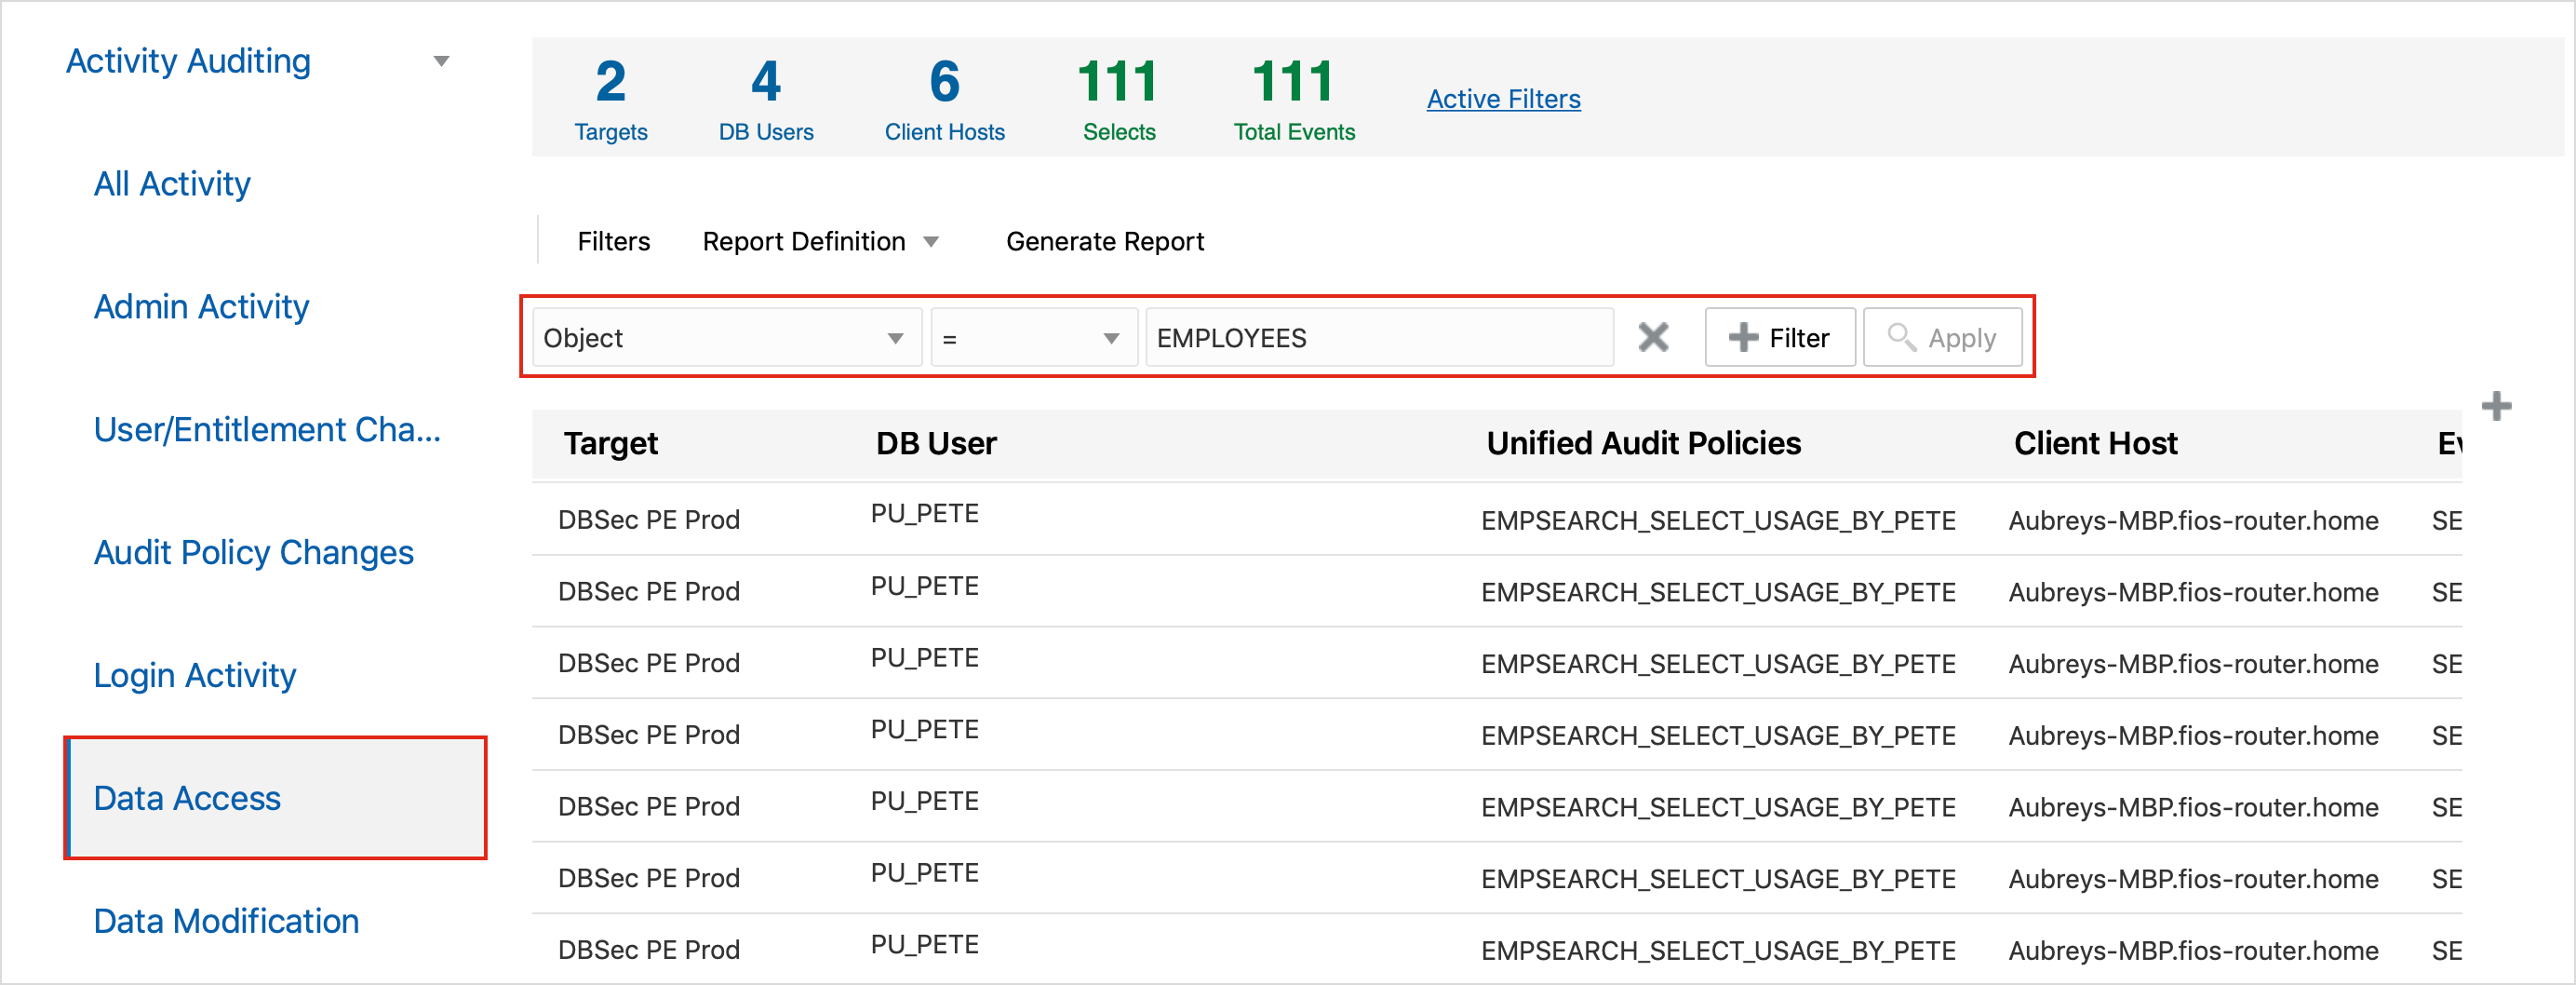 Activity Auditing
All Activity
Admin Activity
User/Entitlement Cha...
Audit Policy Changes
Login Activity
Data Access
Data Modification
2 4 6 111 111
Targets DB Users Client Hosts Selects Total Events Active Filters
Filters Report Definition Generate Report
Object = EMPLOYEES Filter Apply
Target DB User Unified Audit Policies Client Host Ev
DBSec PE Prod PU_PETE EMPSEARCH_SELECT_USAGE_BY_PETE Aubreys-MBP.fios-router.home SE
DBSec PE Prod PU_PETE EMPSEARCH_SELECT_USAGE_BY_PETE Aubreys-MBP.fios-router.home SE
DBSec PE Prod PU_PETE EMPSEARCH_SELECT_USAGE_BY_PETE Aubreys-MBP.fios-router.home SE
DBSec PE Prod PU_PETE EMPSEARCH_SELECT_USAGE_BY_PETE Aubreys-MBP.fios-router.home SE
DBSec PE Prod PU_PETE EMPSEARCH_SELECT_USAGE_BY_PETE Aubreys-MBP.fios-router.home SE
DBSec PE Prod PU_PETE EMPSEARCH_SELECT_USAGE_BY_PETE Aubreys-MBP.fios-router.home SE
DBSec PE Prod PU_PETE EMPSEARCH_SELECT_USAGE_BY_PETE Aubreys-MBP.fios-router.home SE